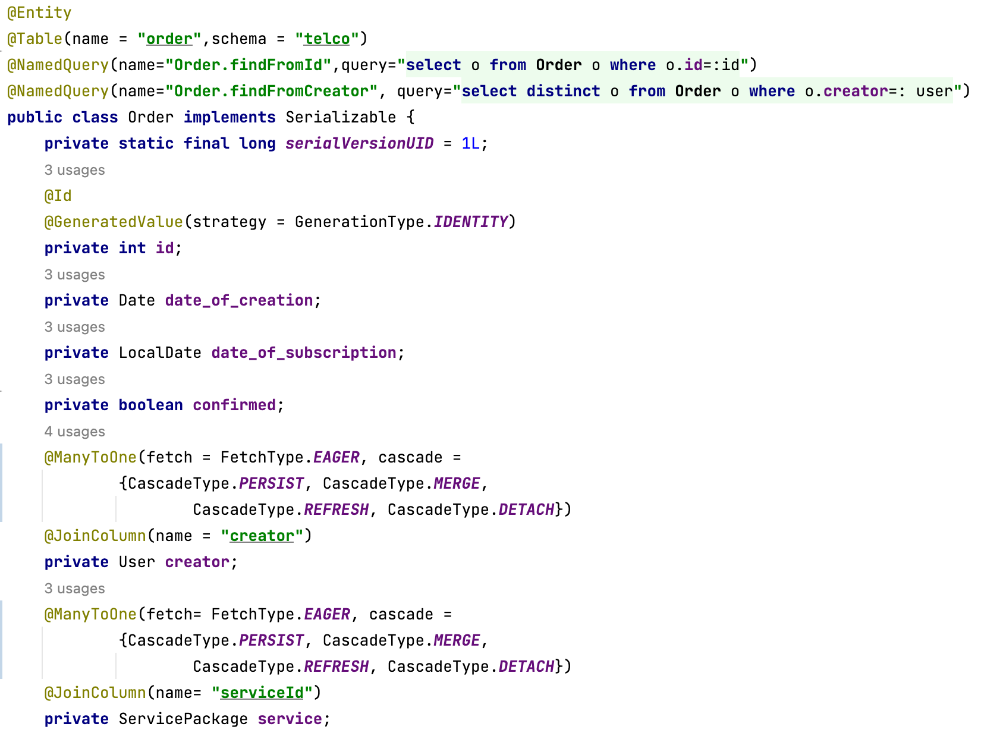 @Entity
@Table(name = "order",schema = "telco")
@NamedQuery(name="Order.findFromId",query="select o from Order o where o.id=:id")
@NamedQuery(name="Order.findFromCreator", query="select distinct o from Order o where o.creator=: user")
public class Order implements Serializable {
    private static final long serialVersionUID = 1L;
    3 usages
    @Id
    @GeneratedValue(strategy = GenerationType.IDENTITY)
    private int id;
    3 usages
    private Date date_of_creation;
    3 usages
    private LocalDate date_of_subscription;
    3 usages
    private boolean confirmed;
    4 usages
    @ManyToOne(fetch = FetchType.EAGER, cascade =
            {CascadeType.PERSIST, CascadeType.MERGE,
                    CascadeType.REFRESH, CascadeType.DETACH})
    @JoinColumn(name = "creator")
    private User creator;
    3 usages
    @ManyToOne(fetch= FetchType.EAGER, cascade =
            {CascadeType.PERSIST, CascadeType.MERGE,
                    CascadeType.REFRESH, CascadeType.DETACH})
    @JoinColumn(name= "serviceId")
    private ServicePackage service;